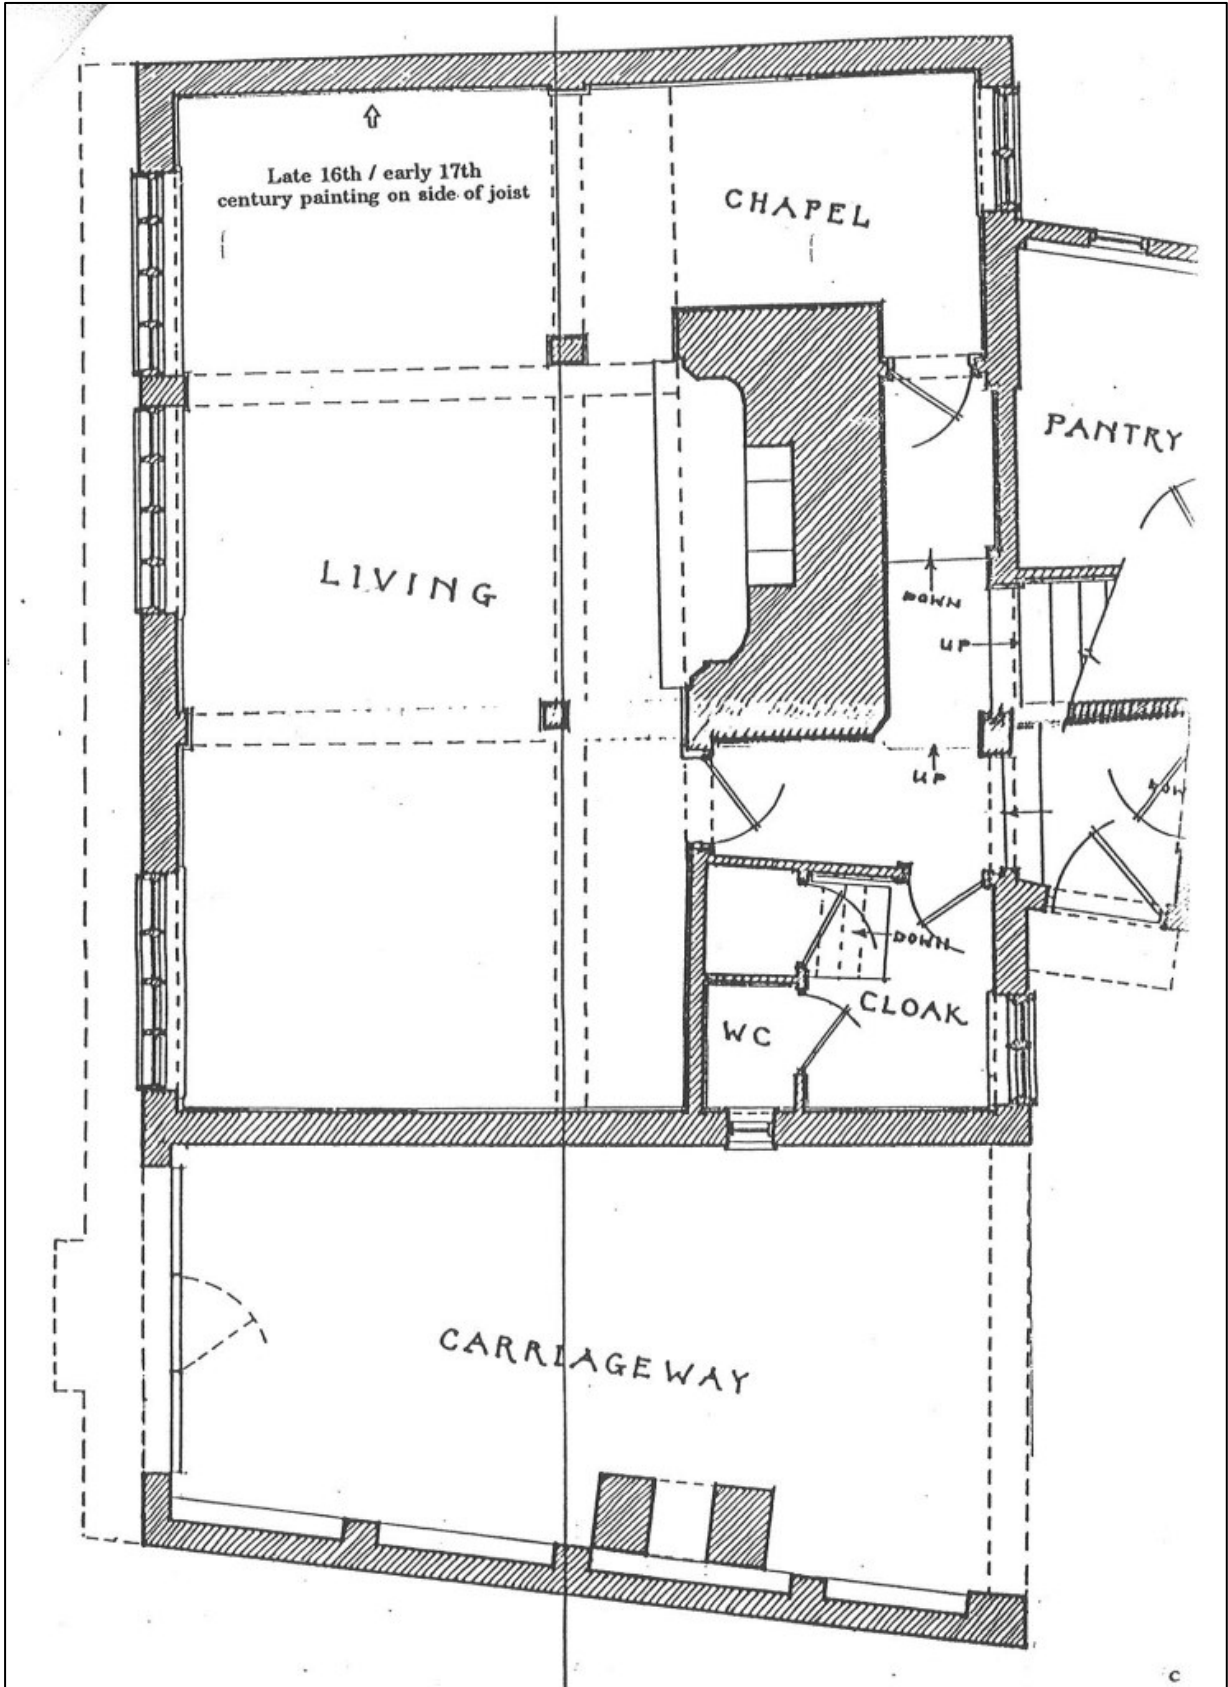 Late 16th / early 17th
century painting on side of joist
CHAPEL
PANTRY
LIVING
DOWN
UP
UP
DOWN
CLOAK
WC
CARRIAGEWAY
C